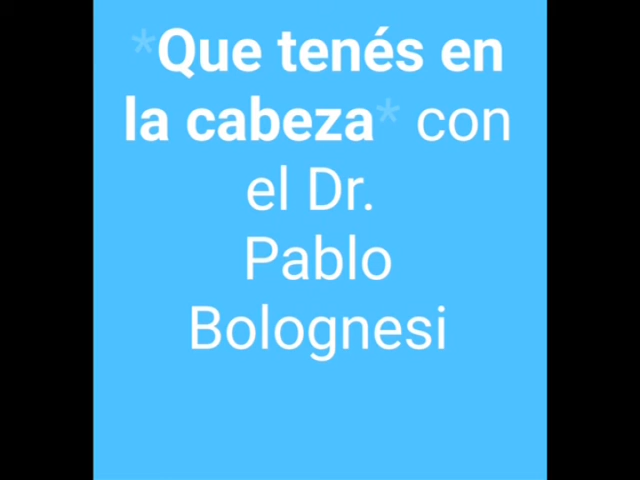 *Que tenés en
la cabeza* con
el Dr.
Pablo
Bolognesi